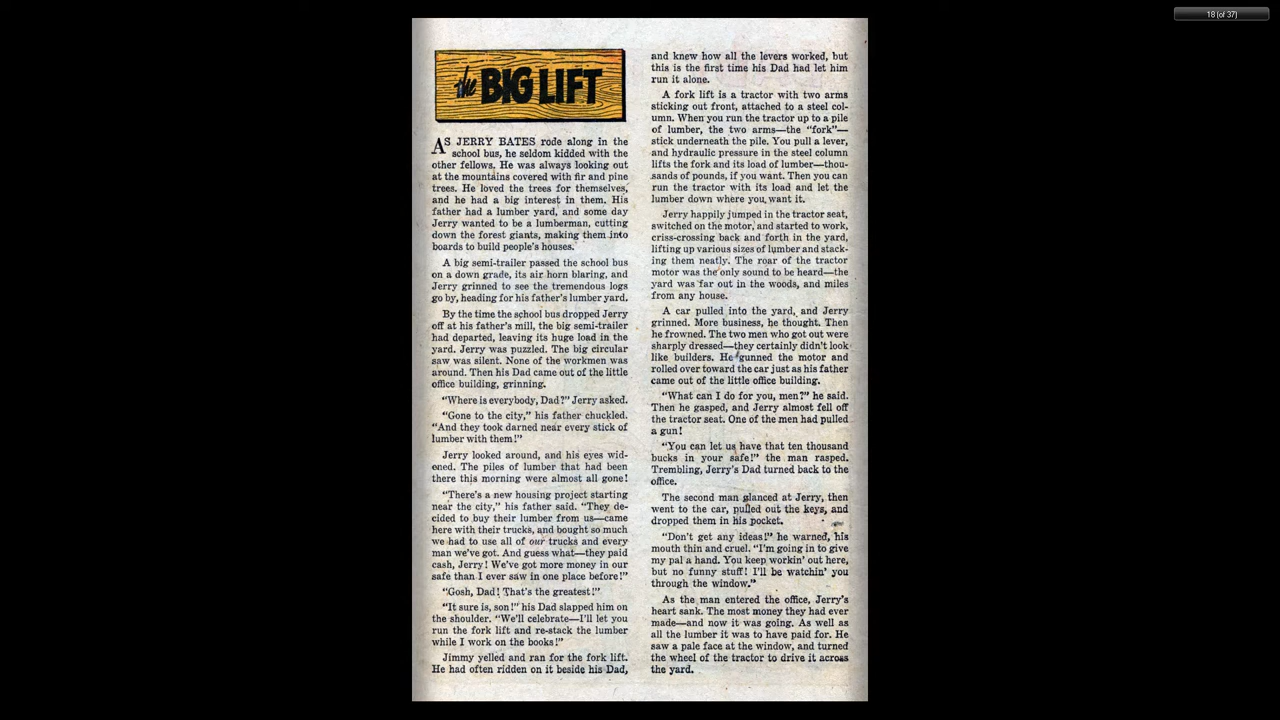 18 (of 37)
the BIG LIFT
AS JERRY BATES rode along in the
school bus, he seldom kidded with the
other fellows. He was always looking out
at the mountains covered with fir and pine
trees. He loved the trees for themselves,
and he had a big interest in them. His
father had a lumber yard, and some day
Jerry wanted to be a lumberman, cutting
down the forest giants, making them into
boards to build people's houses.
A big semi-trailer passed the school bus
on a down grade, its air horn blaring, and
Jerry grinned to see the tremendous logs
go by, heading for his father's lumber yard.
By the time the school bus dropped Jerry
off at his father's mill, the big semi-trailer
had departed, leaving its huge load in the
yard. Jerry was puzzled. The big circular
saw was silent. None of the workmen was
around. Then his Dad came out of the little
office building, grinning.
"Where is everybody, Dad?" Jerry asked.
"Gone to the city," his father chuckled.
"And they took darned near every stick of
lumber with them!"
Jerry looked around, and his eyes wid-
ened. The piles of lumber that had been
there this morning were almost all gone!
"There's a new housing project starting
near the city," his father said. "They de-
cided to buy their lumber from us—came
here with their trucks, and bought so much
we had to use all of our trucks and every
man we've got. And guess what—they paid
cash, Jerry! We've got more money in our
safe than I ever saw in one place before!"
"Gosh, Dad! That's the greatest!"
"It sure is, son!" his Dad slapped him on
the shoulder. "We'll celebrate—I'll let you
run the fork lift and re-stack the lumber
while I work on the books!"
Jimmy yelled and ran for the fork lift.
He had often ridden on it beside his Dad,
and knew how all the levers worked, but
this is the first time his Dad had let him
run it alone.
A fork lift is a tractor with two arms
sticking out front, attached to a steel col-
umn. When you run the tractor up to a pile
of lumber, the two arms—the "fork"—
stick underneath the pile. You pull a lever,
and hydraulic pressure in the steel column
lifts the fork and its load of lumber—thou-
sands of pounds, if you want. Then you can
run the tractor with its load and let the
lumber down where you want it.
Jerry happily jumped in the tractor seat,
switched on the motor, and started to work,
criss-crossing back and forth in the yard,
lifting up various sizes of lumber and stack-
ing them neatly. The roar of the tractor
motor was the only sound to be heard—the
yard was far out in the woods, and miles
from any house.
A car pulled into the yard, and Jerry
grinned. More business, he thought. Then
he frowned. The two men who got out were
sharply dressed—they certainly didn't look
like builders. He gunned the motor and
rolled over toward the car just as his father
came out of the little office building.
"What can I do for you, men?" he said.
Then he gasped, and Jerry almost fell off
the tractor seat. One of the men had pulled
a gun!
"You can let us have that ten thousand
bucks in your safe!" the man rasped.
Trembling, Jerry's Dad turned back to the
office.
The second man glanced at Jerry, then
went to the car, pulled out the keys, and
dropped them in his pocket.
"Don't get any ideas!" he warned, his
mouth thin and cruel. "I'm going in to give
my pal a hand. You keep workin' out here,
but no funny stuff! I'll be watchin' you
through the window."
As the man entered the office, Jerry's
heart sank. The most money they had ever
made—and now it was going. As well as
all the lumber it was to have paid for. He
saw a pale face at the window, and turned
the wheel of the tractor to drive it across
the yard.